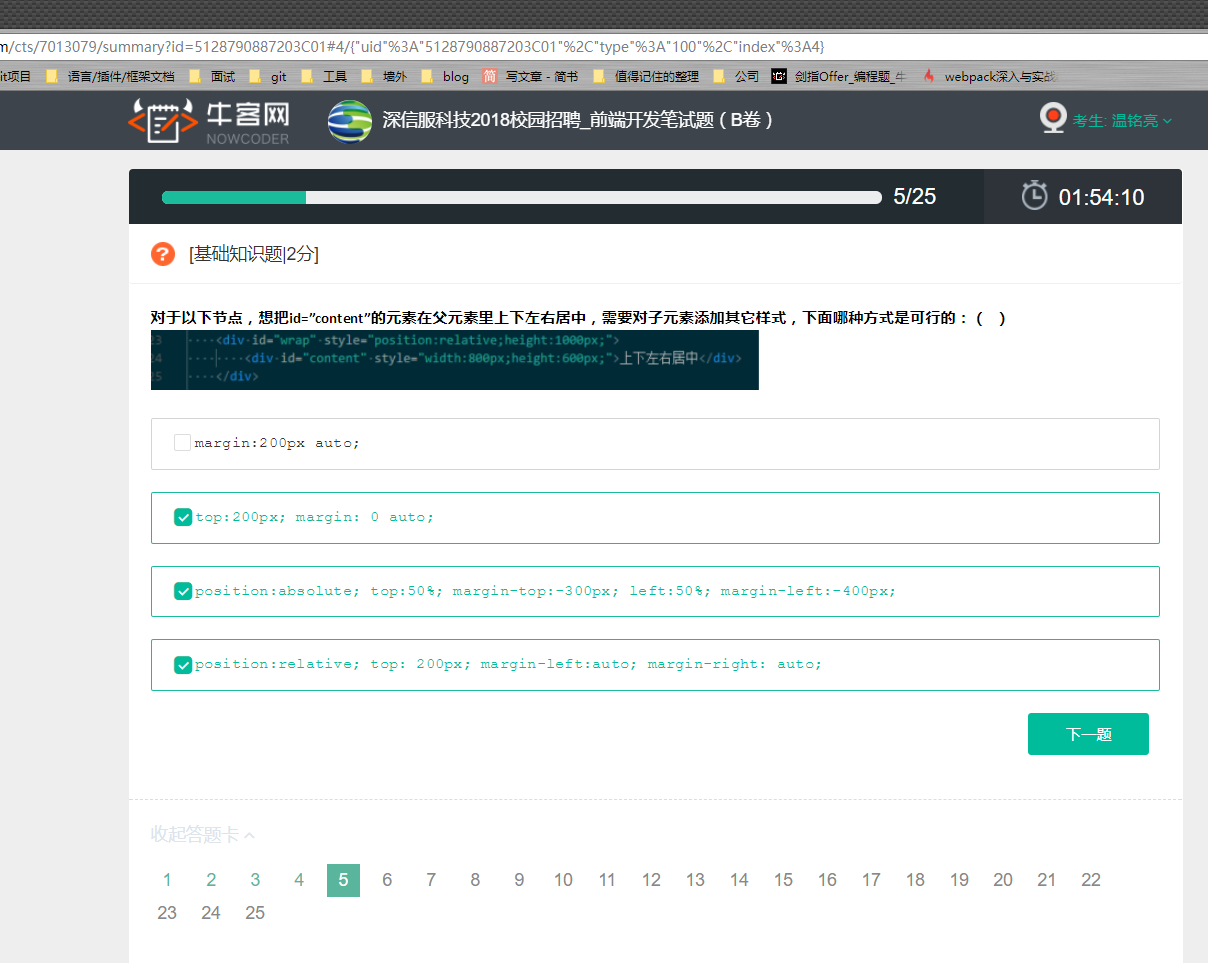 m/cts/7013079/summary?id=5128790887203C01#4/{"uid"%3A"5128790887203C01"%2C"type"%3A"100"%2C"index"%3A4}
it项目 语言/插件/框架文档 面试 git 工具 墙外 blog 简 写文章 - 简书 值得记住的整理 公司 剑指Offer_编程题_牛 webpack深入与实战
牛客网
NOWCODER
深信服科技2018校园招聘_前端开发笔试题（B卷）
考生: 温铭亮
5/25
01:54:10
? [基础知识题|2分]
对于以下节点，想把id=”content”的元素在父元素里上下左右居中，需要对子元素添加其它样式，下面哪种方式是可行的：（ ）
23 ····<div·id="wrap"·style="position:relative;height:1000px;">
24 ····|····<div·id="content"·style="width:800px;height:600px;">上下左右居中</div>
25 ····</div>
margin:200px auto;
top:200px; margin: 0 auto;
position:absolute; top:50%; margin-top:-300px; left:50%; margin-left:-400px;
position:relative; top: 200px; margin-left:auto; margin-right: auto;
下一题
收起答题卡
1 2 3 4 5 6 7 8 9 10 11 12 13 14 15 16 17 18 19 20 21 22
23 24 25